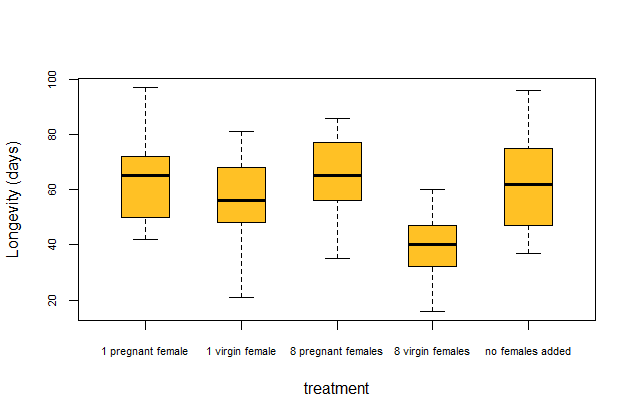 Longevity (days)
100
80
60
40
20
1 pregnant female
1 virgin female
8 pregnant females
8 virgin females
no females added
treatment